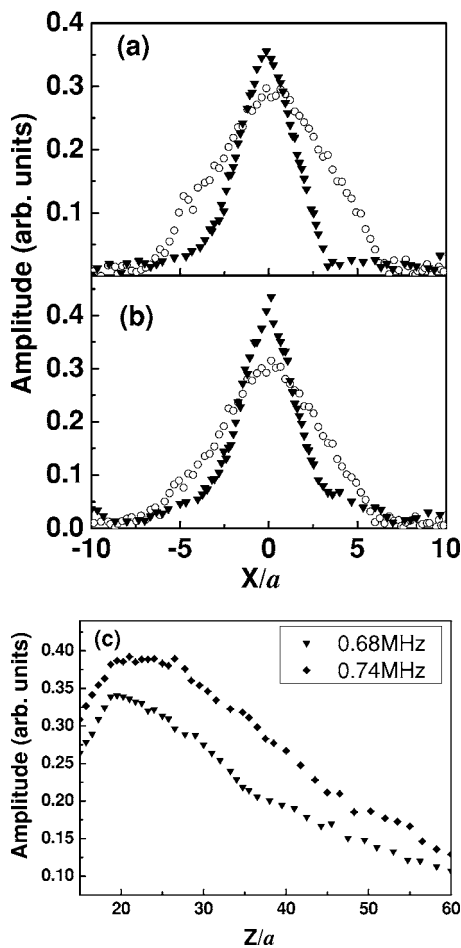 (a)
0.4
0.3
0.2
0.1
Amplitude (arb. units)
(b)
0.4
0.3
0.2
0.1
0.0
-10 -5 0 5 10
X/a
(c)
0.68MHz
0.74MHz
0.40
0.35
0.30
0.25
0.20
0.15
0.10
Amplitude (arb. units)
20 30 40 50 60
Z/a